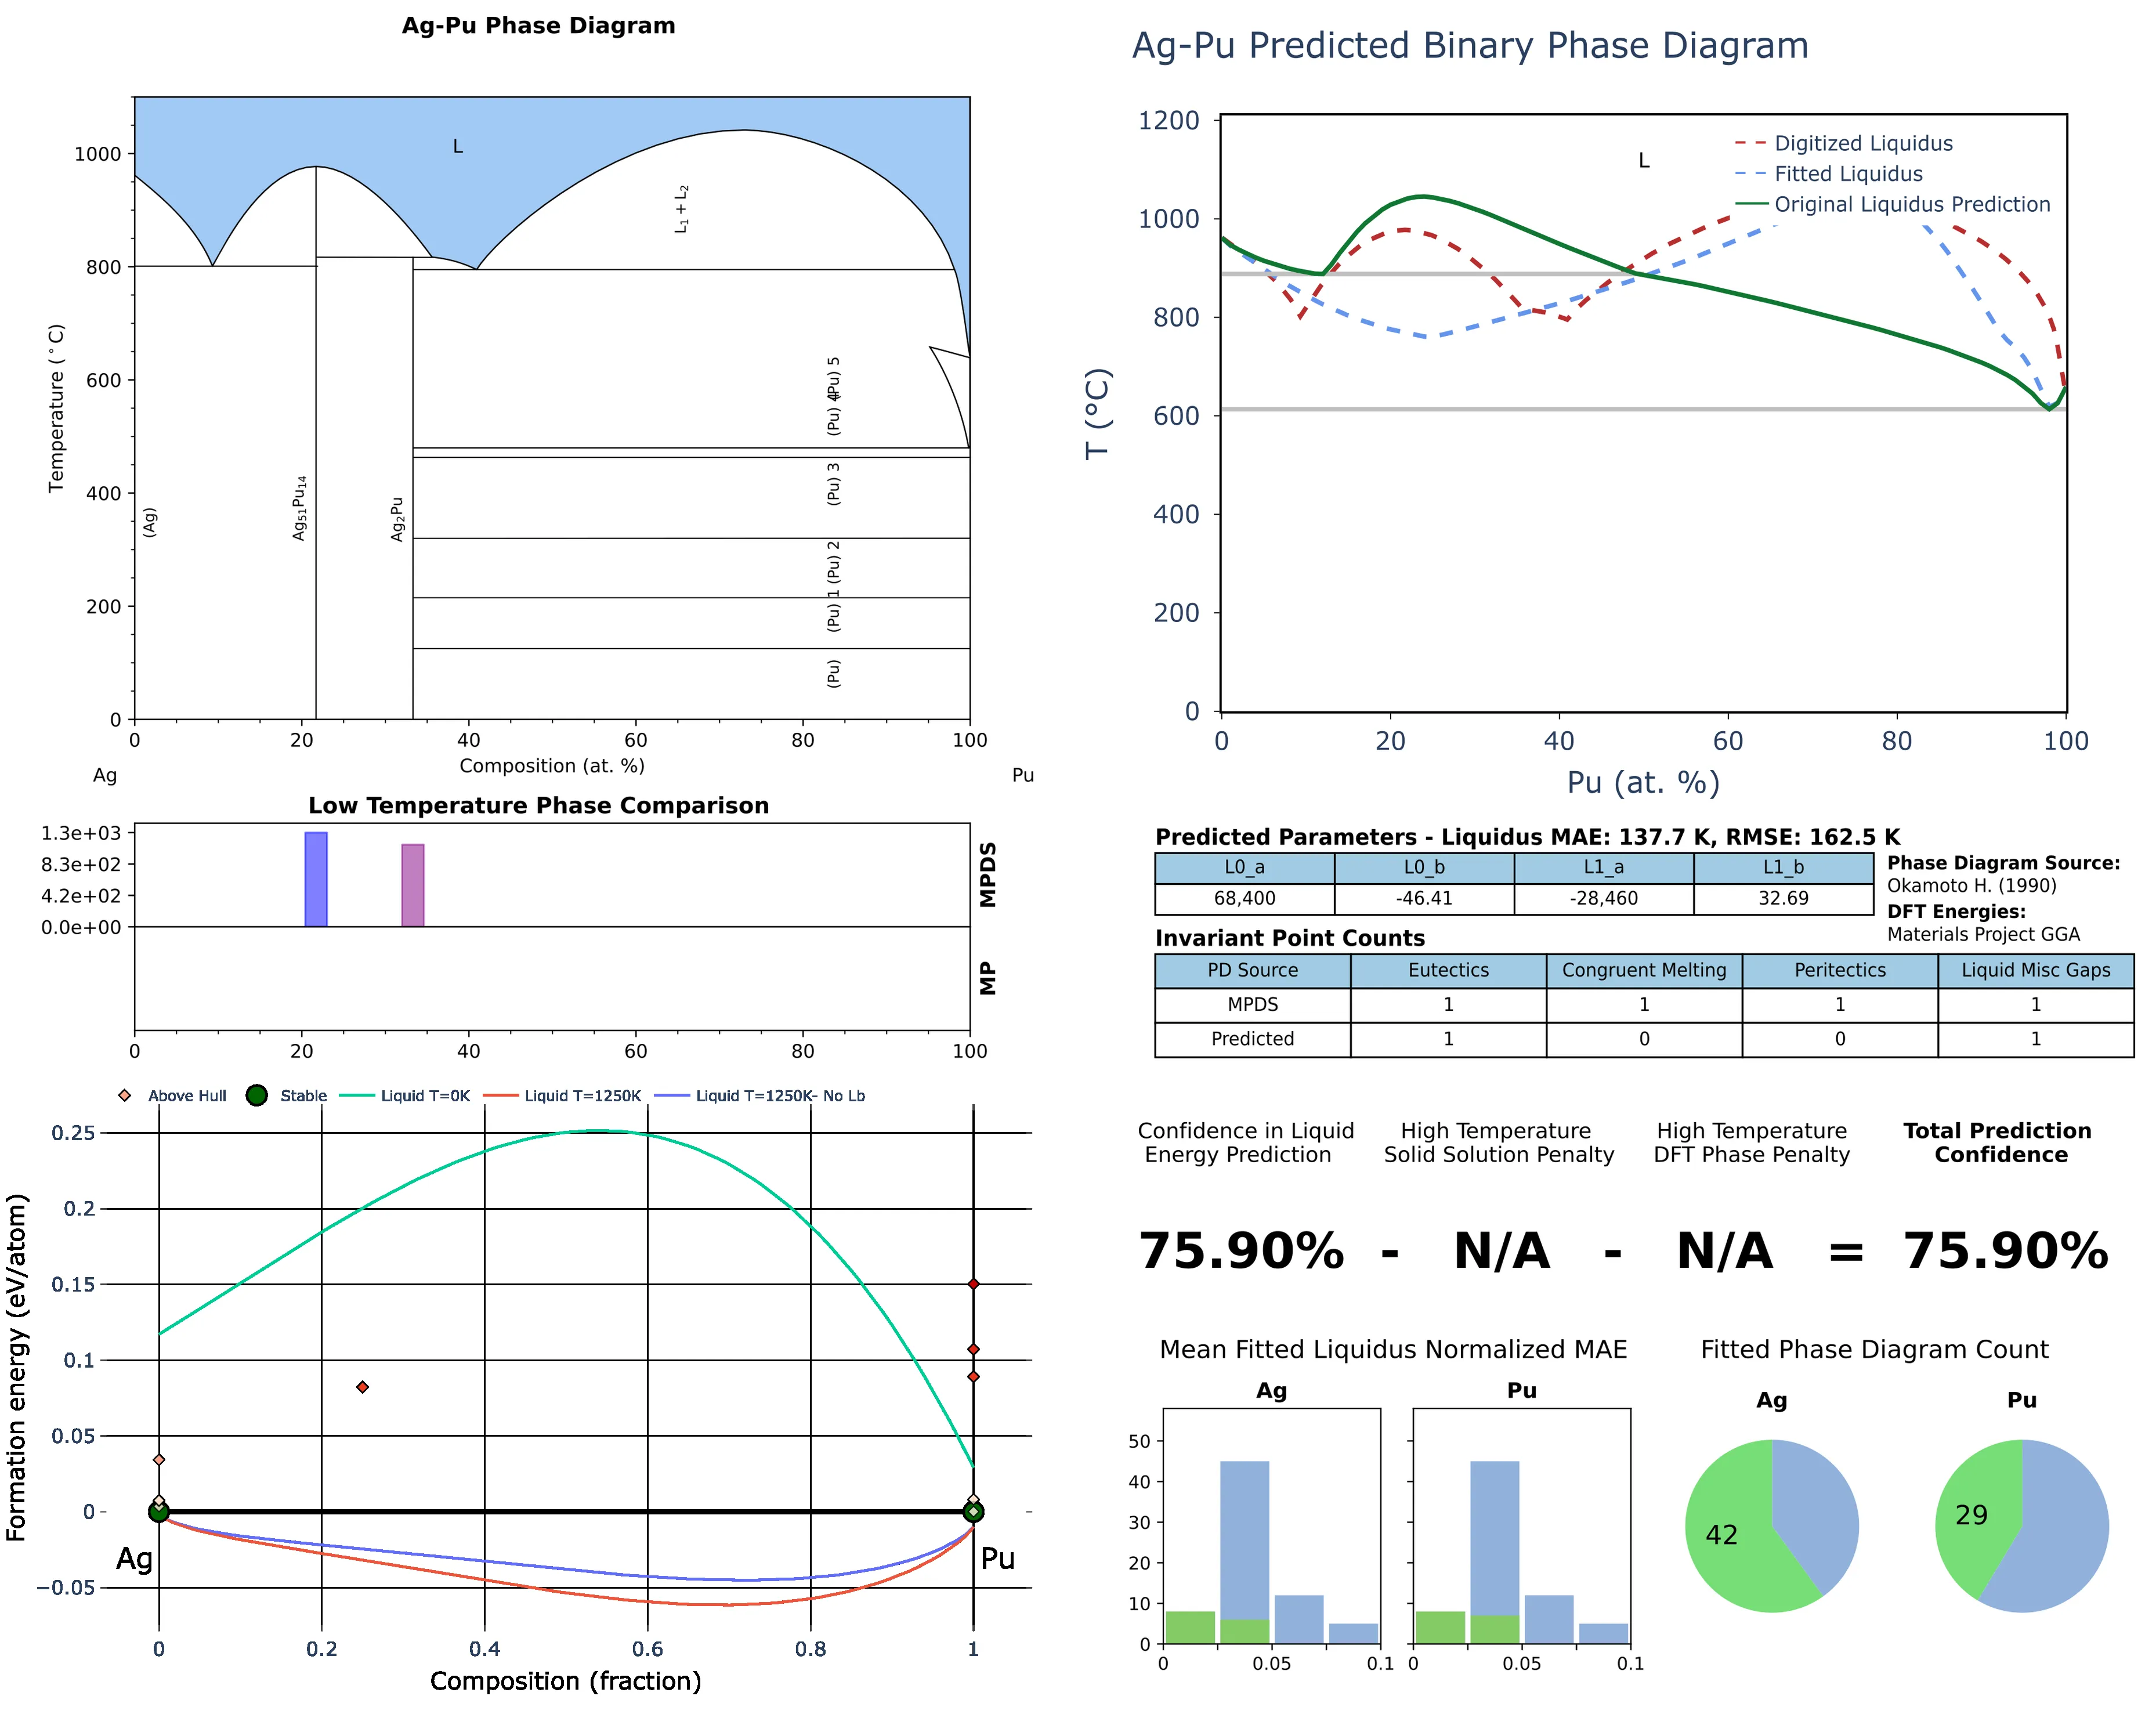 Ag-Pu Phase Diagram
1000
800
600
400
200
0
Temperature (°C)
L
L₁ + L₂
(Ag)
Ag₅₁Pu₁₄
Ag₂Pu
(Pu) 5
(Pu) 4
(Pu) 3
(Pu) 2
(Pu) 1
(Pu)
0 20 40 60 80 100
Composition (at. %)
Ag Pu
Low Temperature Phase Comparison
1.3e+03
8.3e+02
4.2e+02
0.0e+00
MPDS
MP
0 20 40 60 80 100
Above Hull Stable Liquid T=0K Liquid T=1250K Liquid T=1250K- No Lb
0.25
0.2
0.15
0.1
0.05
0
−0.05
Formation energy (eV/atom)
Ag Pu
0 0.2 0.4 0.6 0.8 1
Composition (fraction)
Ag-Pu Predicted Binary Phase Diagram
1200
1000
800
600
400
200
0
T (°C)
L
Digitized Liquidus
Fitted Liquidus
Original Liquidus Prediction
0 20 40 60 80 100
Pu (at. %)
Predicted Parameters - Liquidus MAE: 137.7 K, RMSE: 162.5 K
L0_a L0_b L1_a L1_b
68,400 -46.41 -28,460 32.69
Phase Diagram Source:
Okamoto H. (1990)
DFT Energies:
Materials Project GGA
Invariant Point Counts
PD Source Eutectics Congruent Melting Peritectics Liquid Misc Gaps
MPDS 1 1 1 1
Predicted 1 0 0 1
Confidence in Liquid
Energy Prediction
High Temperature
Solid Solution Penalty
High Temperature
DFT Phase Penalty
Total Prediction
Confidence
75.90% - N/A - N/A = 75.90%
Mean Fitted Liquidus Normalized MAE
Ag Pu
50
40
30
20
10
0
0 0.05 0.1
0 0.05 0.1
Fitted Phase Diagram Count
Ag Pu
42
29